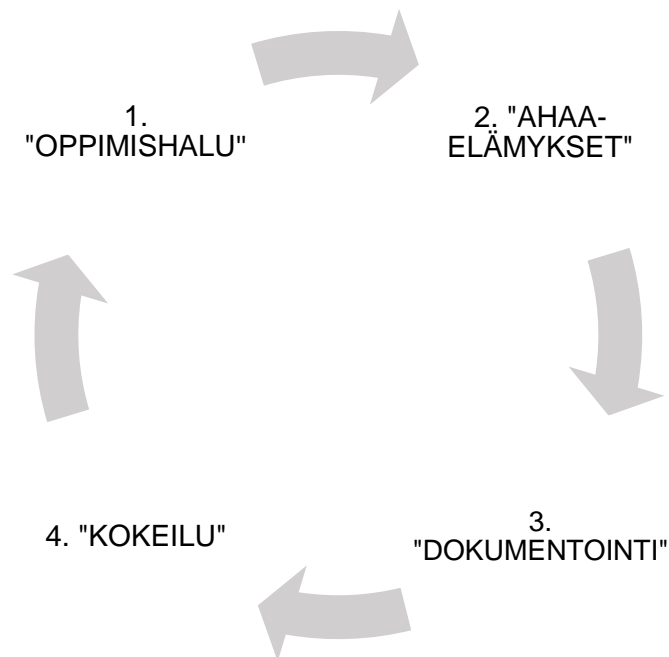 1.
"OPPIMISHALU"
2. "AHAA-
ELÄMYKSET"
3.
"DOKUMENTOINTI"
4. "KOKEILU"